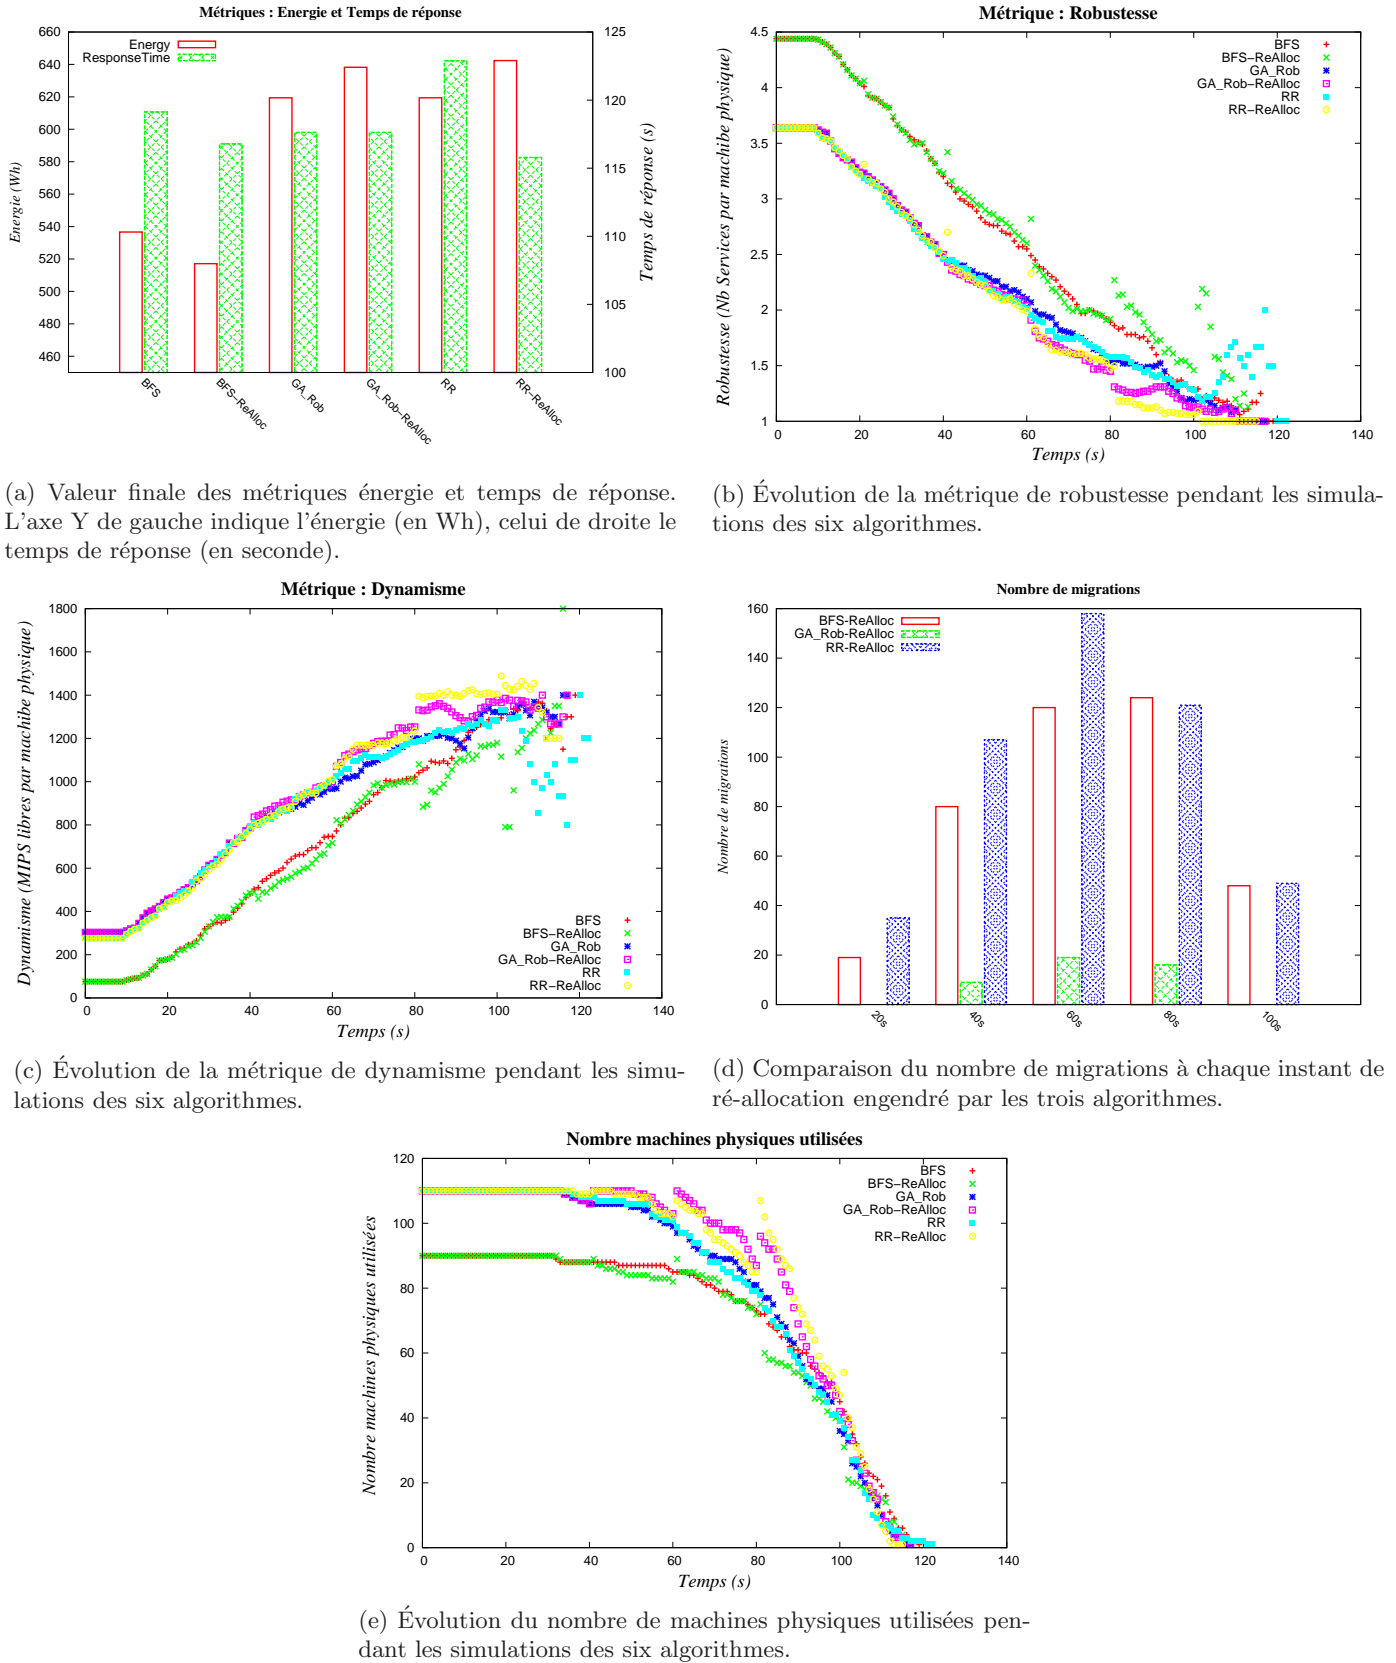 Métriques : Energie et Temps de réponse
Energy
ResponseTime
660
640
620
600
580
560
540
520
500
480
460
125
120
115
110
105
100
Energie (Wh)
Temps de réponse (s)
BFS
BFS-ReAlloc
GA_Rob
GA_Rob-ReAlloc
RR
RR-ReAlloc
(a) Valeur finale des métriques énergie et temps de réponse.
L'axe Y de gauche indique l'énergie (en Wh), celui de droite le
temps de réponse (en seconde).
Métrique : Robustesse
BFS
BFS-ReAlloc
GA_Rob
GA_Rob-ReAlloc
RR
RR-ReAlloc
4.5
4
3.5
3
2.5
2
1.5
1
Robustesse (Nb Services par machibe physique)
0 20 40 60 80 100 120 140
Temps (s)
(b) Évolution de la métrique de robustesse pendant les simula-
tions des six algorithmes.
Métrique : Dynamisme
1800
1600
1400
1200
1000
800
600
400
200
0
Dynamisme (MIPS libres par machibe physique)
BFS
BFS-ReAlloc
GA_Rob
GA_Rob-ReAlloc
RR
RR-ReAlloc
0 20 40 60 80 100 120 140
Temps (s)
(c) Évolution de la métrique de dynamisme pendant les simu-
lations des six algorithmes.
Nombre de migrations
BFS-ReAlloc
GA_Rob-ReAlloc
RR-ReAlloc
160
140
120
100
80
60
40
20
0
Nombre de migrations
20s
40s
60s
80s
100s
(d) Comparaison du nombre de migrations à chaque instant de
ré-allocation engendré par les trois algorithmes.
Nombre machines physiques utilisées
BFS
BFS-ReAlloc
GA_Rob
GA_Rob-ReAlloc
RR
RR-ReAlloc
120
100
80
60
40
20
0
Nombre machines physiques utilisées
0 20 40 60 80 100 120 140
Temps (s)
(e) Évolution du nombre de machines physiques utilisées pen-
dant les simulations des six algorithmes.